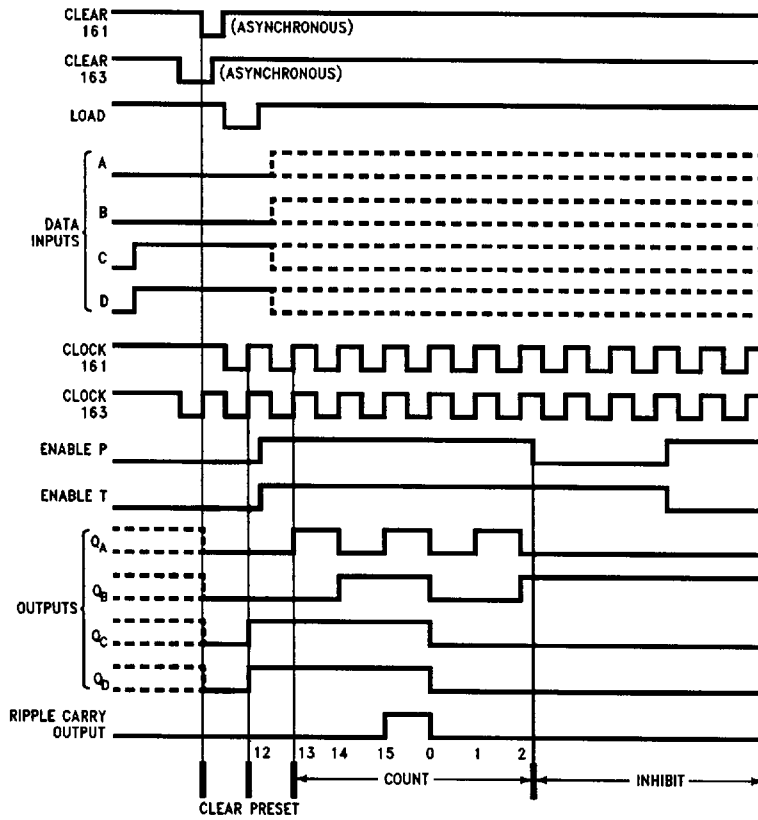 CLEAR
161
(ASYNCHRONOUS)
CLEAR
163
(ASYNCHRONOUS)
LOAD
DATA
INPUTS
A
B
C
D
CLOCK
161
CLOCK
163
ENABLE P
ENABLE T
OUTPUTS
QA
QB
QC
QD
RIPPLE CARRY
OUTPUT
12 13 14 15 0 1 2
COUNT
INHIBIT
CLEAR PRESET